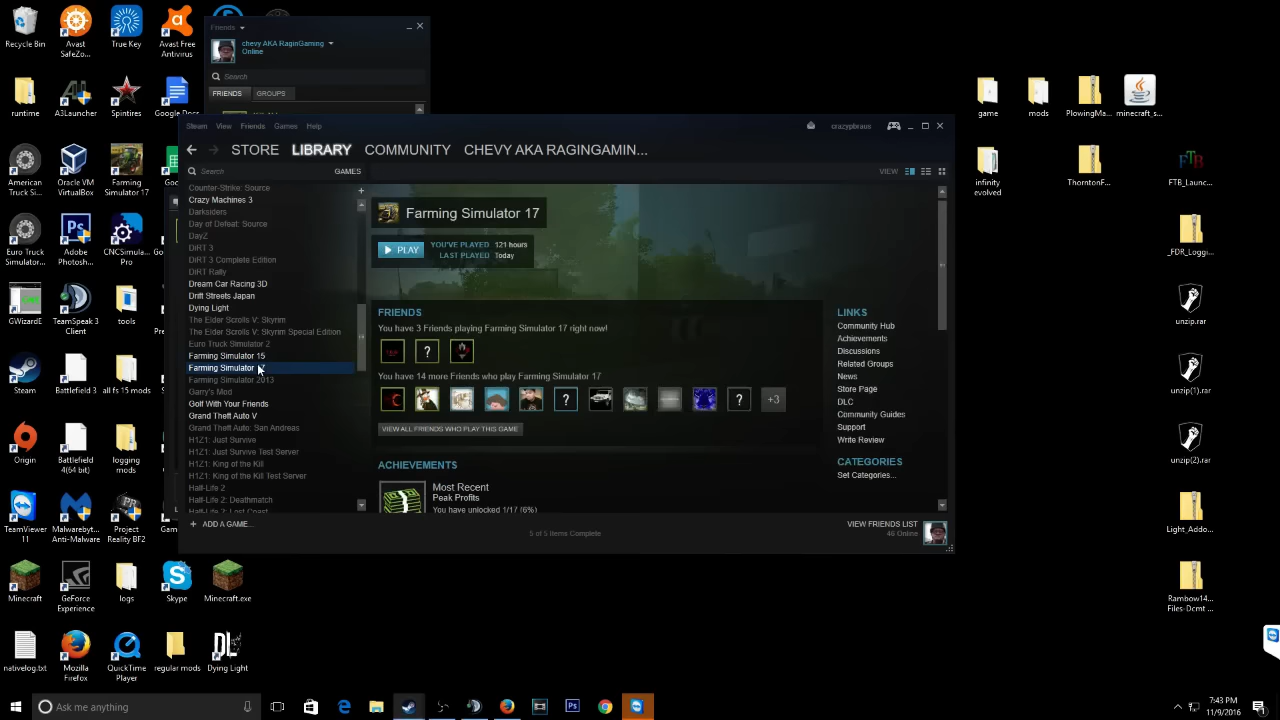 Recycle Bin
Avast SafeZo...
True Key
Avast Free Antivirus
runtime
A3Launcher
Spintires
Google Docs
American Truck Si...
Oracle VM VirtualBox
Farming Simulator 17
Euro Truck Simulator...
Adobe Photosh...
CNCSimula... Pro
GWizardE
TeamSpeak 3 Client
tools
Steam
Battlefield 3
all fs 15 mods
Origin
Battlefield 4(64 bit)
logging mods
TeamViewer 11
Malwarebyt... Anti-Malware
Project Reality BF2
Minecraft
GeForce Experience
logs
Skype
Minecraft.exe
nativelog.txt
Mozilla Firefox
QuickTime Player
regular mods
Dying Light
Friends
chevy AKA RaginGaming
Online
Search
FRIENDS GROUPS
Steam View Friends Games Help
crazypbraus
STORE LIBRARY COMMUNITY CHEVY AKA RAGINGAMIN...
Search GAMES
VIEW
Counter-Strike: Source
Crazy Machines 3
Darksiders
Day of Defeat: Source
DayZ
DiRT 3
DiRT 3 Complete Edition
DiRT Rally
Dream Car Racing 3D
Drift Streets Japan
Dying Light
The Elder Scrolls V: Skyrim
The Elder Scrolls V: Skyrim Special Edition
Euro Truck Simulator 2
Farming Simulator 15
Farming Simulator
Farming Simulator 2013
Garry's Mod
Golf With Your Friends
Grand Theft Auto V
Grand Theft Auto: San Andreas
H1Z1: Just Survive
H1Z1: Just Survive Test Server
H1Z1: King of the Kill
H1Z1: King of the Kill Test Server
Half-Life 2
Half-Life 2: Deathmatch
Half-Life 2: Lost Coast
+ ADD A GAME...
Farming Simulator 17
PLAY
YOU'VE PLAYED 121 hours
LAST PLAYED Today
FRIENDS
You have 3 Friends playing Farming Simulator 17 right now!
?
You have 14 more Friends who play Farming Simulator 17
? ? +3
VIEW ALL FRIENDS WHO PLAY THIS GAME
ACHIEVEMENTS
Most Recent
Peak Profits
You have unlocked 1/17 (6%)
LINKS
Community Hub
Achievements
Discussions
Related Groups
News
Store Page
DLC
Community Guides
Support
Write Review
CATEGORIES
Set Categories...
5 of 5 Items Complete
VIEW FRIENDS LIST
46 Online
game
mods
PlowingMa...
minecraft_s...
infinity evolved
ThorntonF...
FTB
FTB_Launc...
_FDR_Loggi...
unzip.rar
unzip(1).rar
unzip(2).rar
Light_Addo...
Rambow14... Files-Dcmt ...
Ask me anything
7:43 PM
11/9/2016